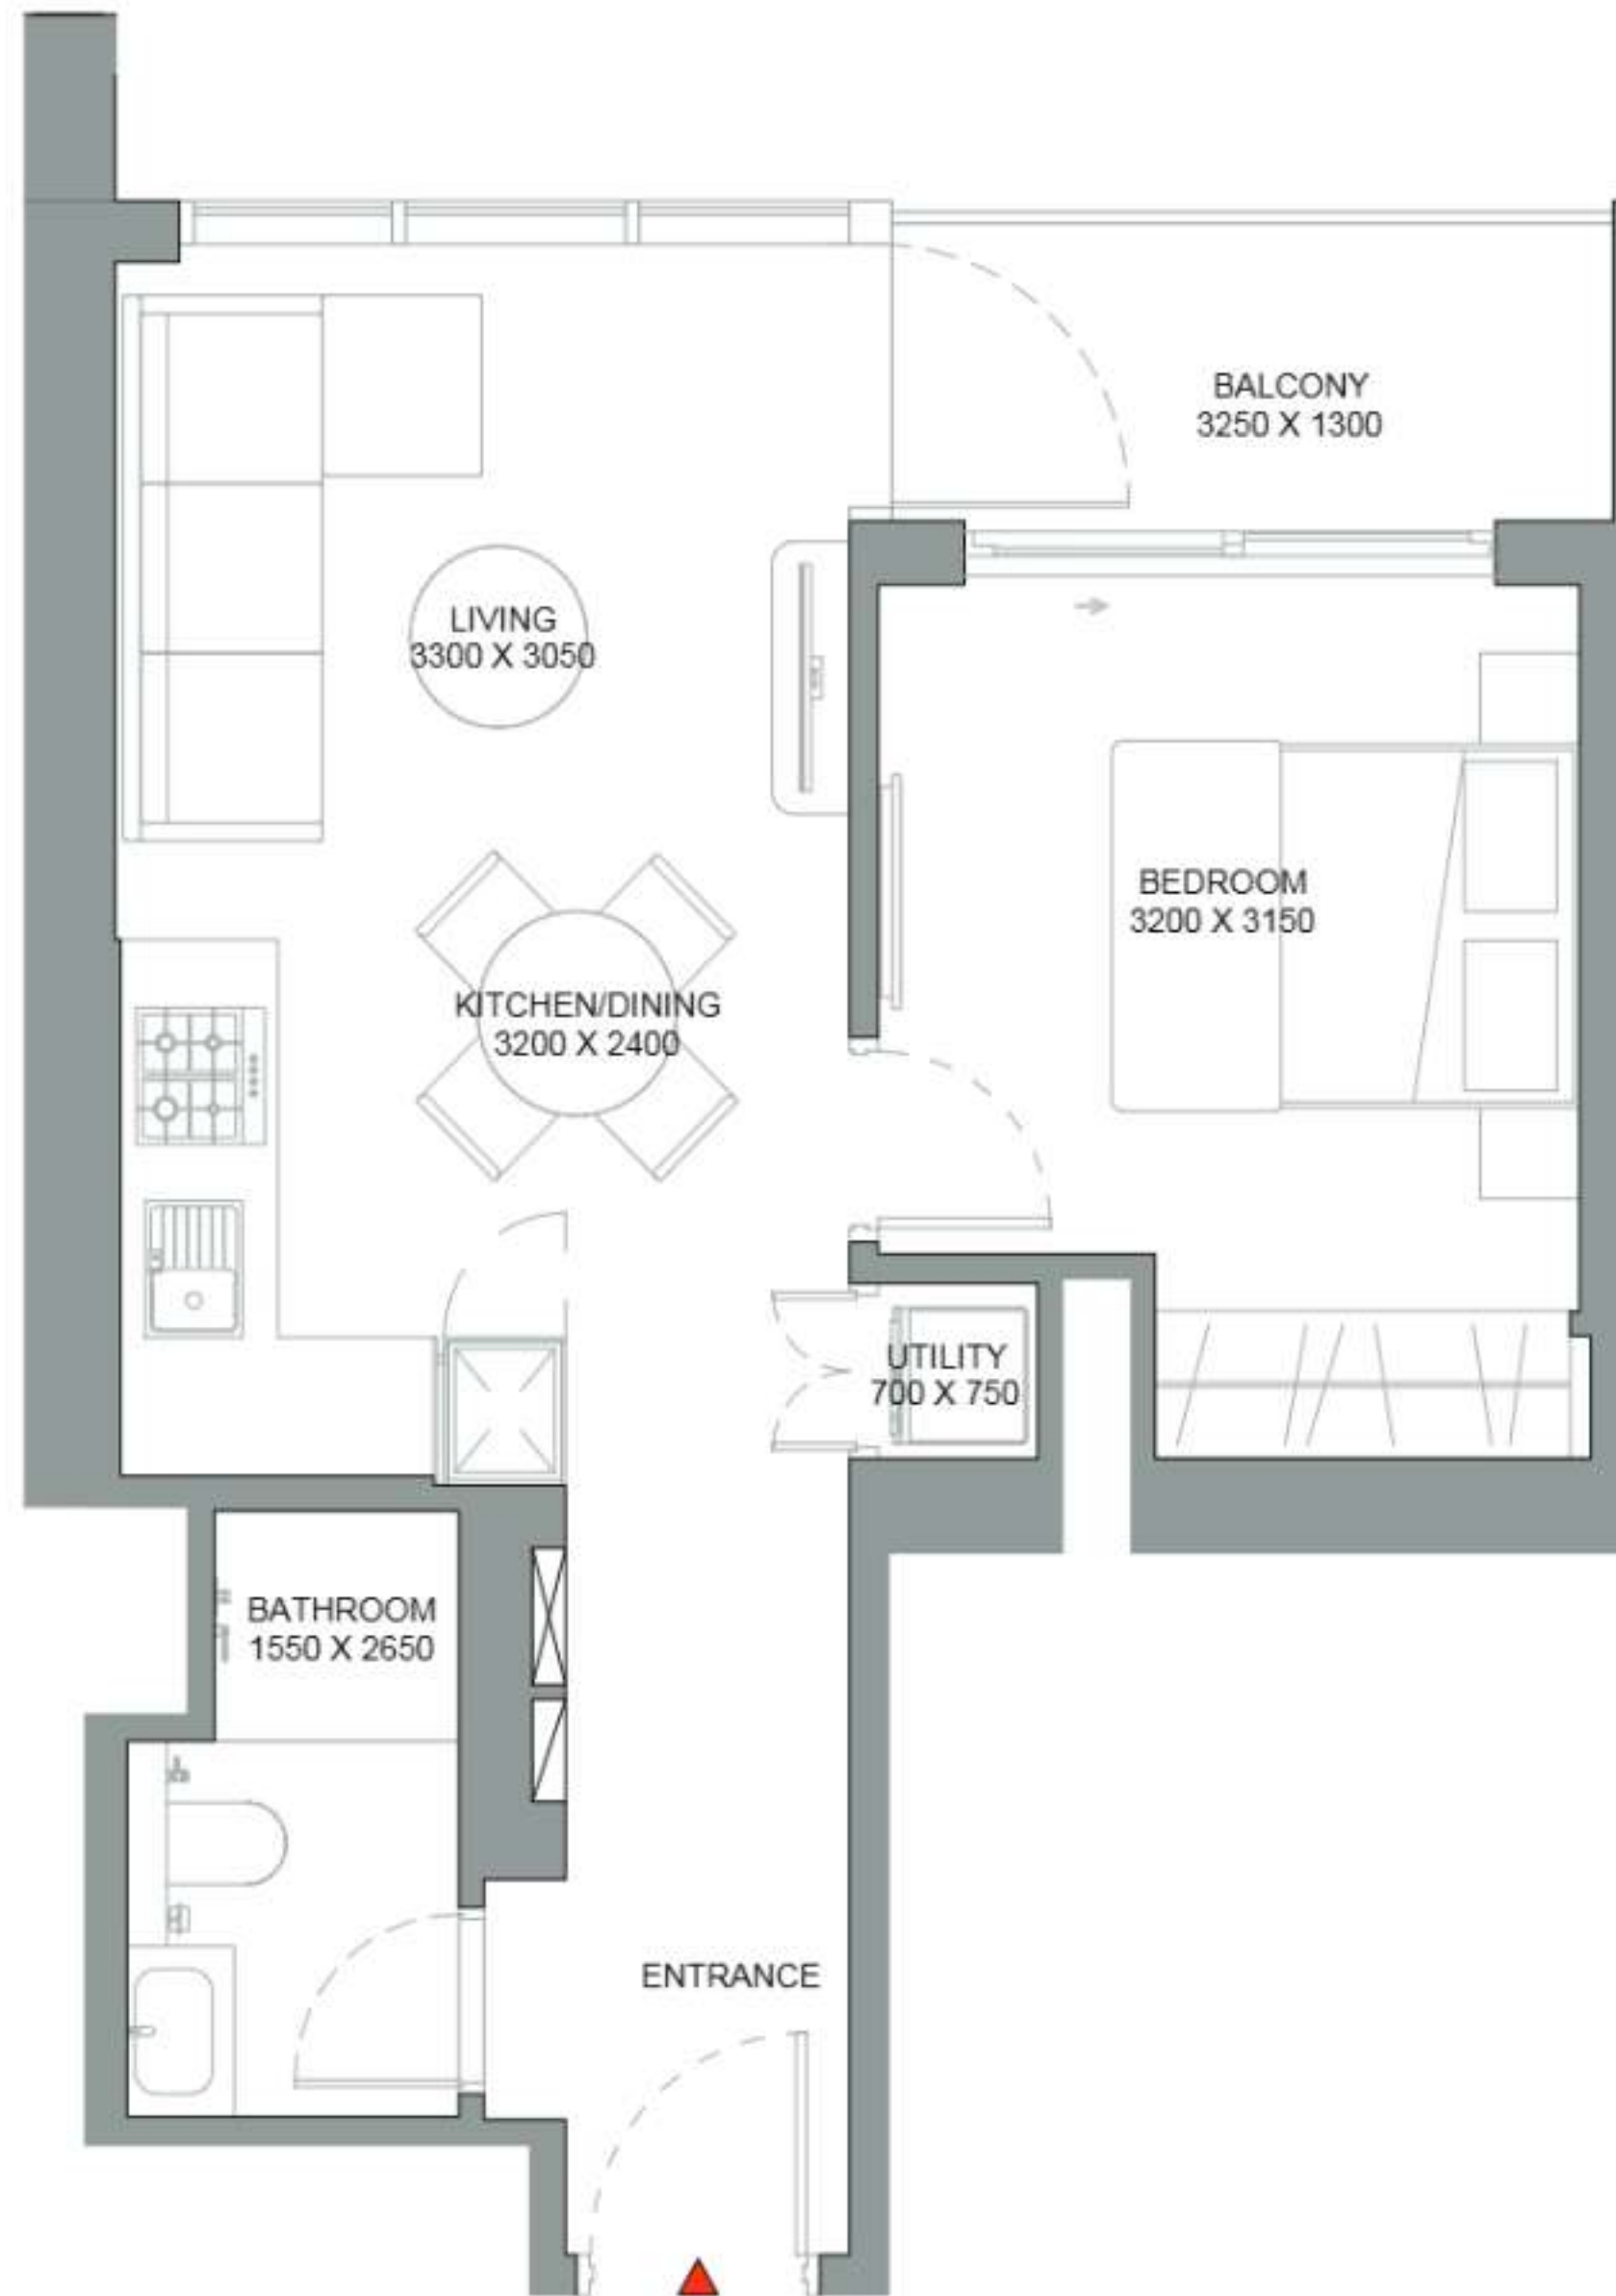 BALCONY
3250 X 1300
LIVING
3300 X 3050
BEDROOM
3200 X 3150
KITCHEN/DINING
3200 X 2400
UTILITY
700 X 750
BATHROOM
1550 X 2650
ENTRANCE